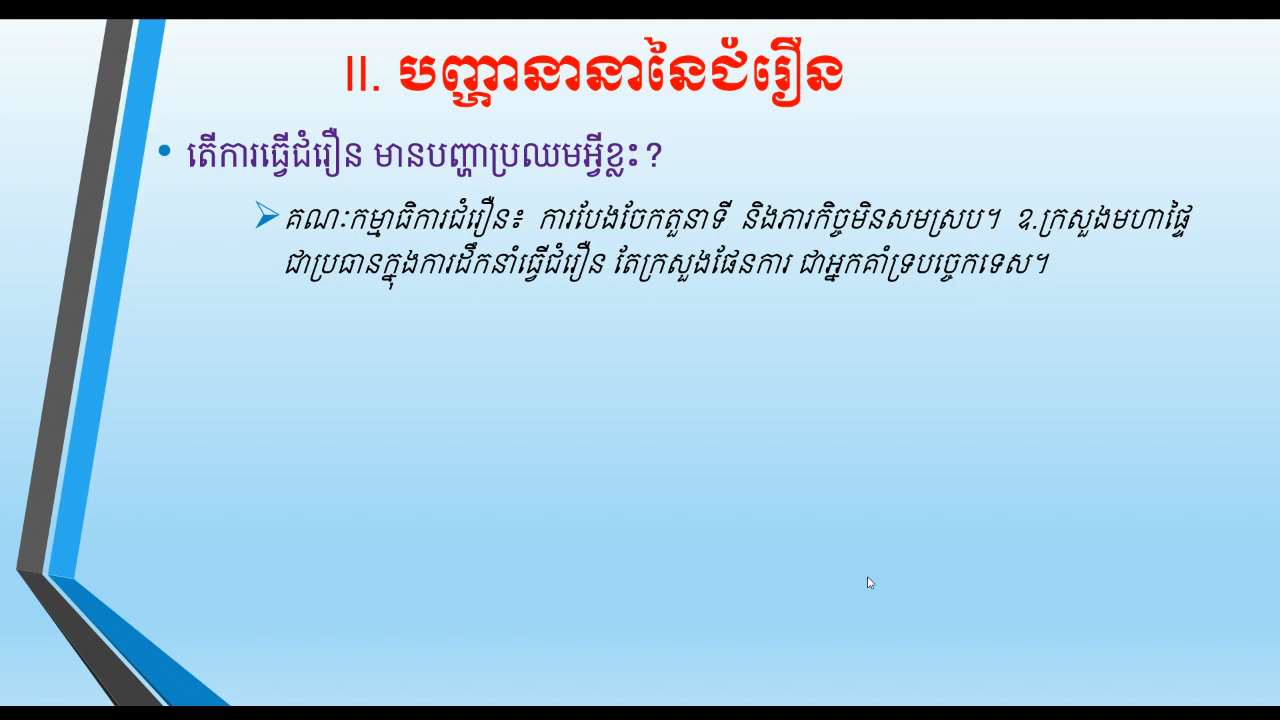 II. បញ្ហានានានៃជំរឿន
• តើការធ្វើជំរឿន មានបញ្ហាប្រឈមអ្វីខ្លះ?
➢ គណៈកម្មាធិការជំរឿន៖ ការបែងចែកតួនាទី និងភារកិច្ចមិនសមស្រប។ ឧ.ក្រសួងមហាផ្ទៃ
ជាប្រធានក្នុងការដឹកនាំធ្វើជំរឿន តែក្រសួងផែនការ ជាអ្នកគាំទ្របច្ចេកទេស។